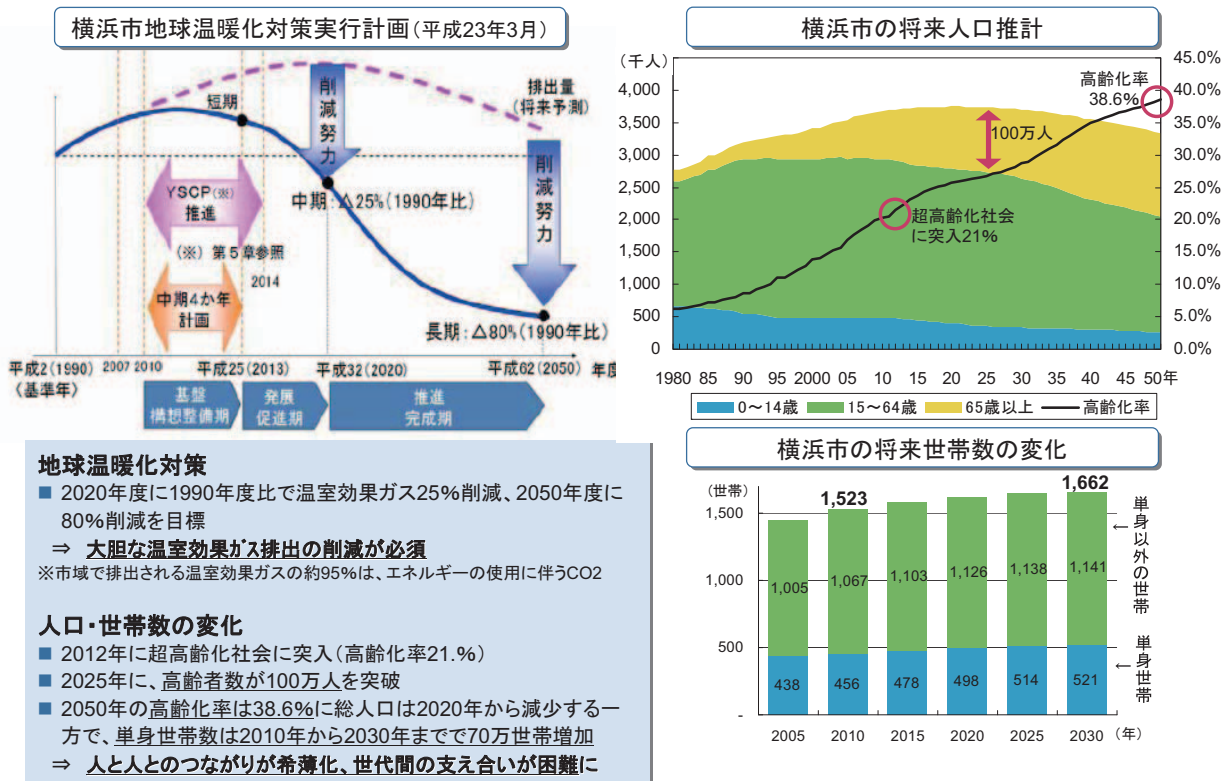 横浜市地球温暖化対策実行計画(平成23年3月)
排出量
(将来予測)
短期
削減努力
削減努力
YSCP(※)
推進
中期:△25%(1990年比)
(※) 第5章参照
2014
中期4か年
計画
長期:△80%(1990年比)
平成2(1990) 2007 2010 平成25(2013) 平成32(2020) 平成62(2050) 年度
(基準年)
基盤
構想整備期
発展
促進期
推進
完成期
横浜市の将来人口推計
(千人)
45.0%
4,000 40.0%
3,500 35.0%
3,000 30.0%
2,500 25.0%
2,000 20.0%
1,500 15.0%
1,000 10.0%
500 5.0%
0 0.0%
高齢化率
38.6%
100万人
超高齢化社会
に突入21%
1980 85 90 95 2000 05 10 15 20 25 30 35 40 45 50年
0~14歳 15~64歳 65歳以上 高齢化率
地球温暖化対策
■ 2020年度に1990年度比で温室効果ガス25%削減、2050年度に
80%削減を目標
⇒ 大胆な温室効果ガス排出の削減が必須
※市域で排出される温室効果ガスの約95%は、エネルギーの使用に伴うCO2
人口・世帯数の変化
■ 2012年に超高齢化社会に突入(高齢化率21.%)
■ 2025年に、高齢者数が100万人を突破
■ 2050年の高齢化率は38.6%に総人口は2020年から減少する一
方で、単身世帯数は2010年から2030年までで70万世帯増加
⇒ 人と人とのつながりが希薄化、世代間の支え合いが困難に
横浜市の将来世帯数の変化
(世帯)
1,523 1,662
1,500
1,000
500
-
1,005 1,067 1,103 1,126 1,138 1,141
438 456 478 498 514 521
2005 2010 2015 2020 2025 2030 (年)
←単身以外の世帯
←単身世帯